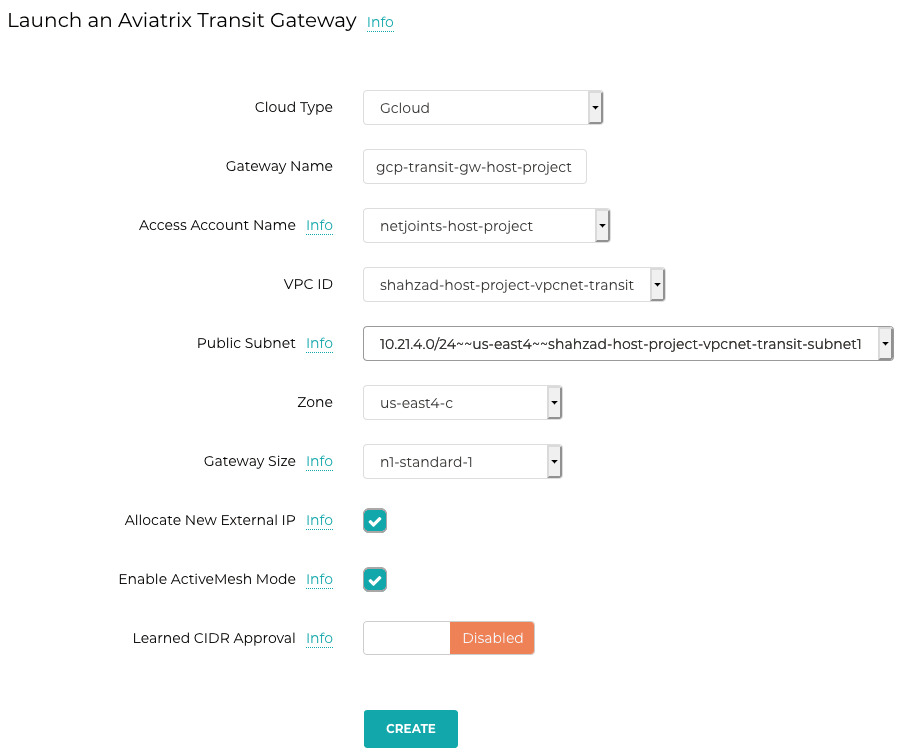 Launch an Aviatrix Transit Gateway Info
Cloud Type Gcloud
Gateway Name gcp-transit-gw-host-project
Access Account Name Info netjoints-host-project
VPC ID shahzad-host-project-vpcnet-transit
Public Subnet Info 10.21.4.0/24~~us-east4~~shahzad-host-project-vpcnet-transit-subnet1
Zone us-east4-c
Gateway Size Info n1-standard-1
Allocate New External IP Info
Enable ActiveMesh Mode Info
Learned CIDR Approval Info Disabled
CREATE